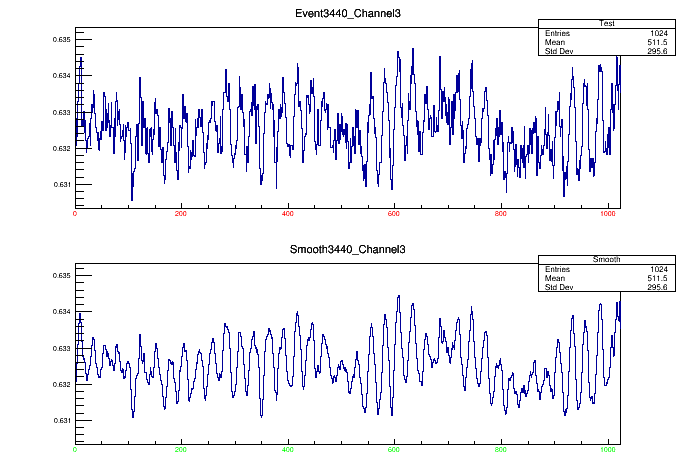 Event3440_Channel3
Test
Entries 1024
Mean 511.5
Std Dev 295.6
0.635
0.634
0.633
0.632
0.631
0 200 400 600 800 1000
Smooth3440_Channel3
Smooth
Entries 1024
Mean 511.5
Std Dev 295.6
0.635
0.634
0.633
0.632
0.631
0 200 400 600 800 1000